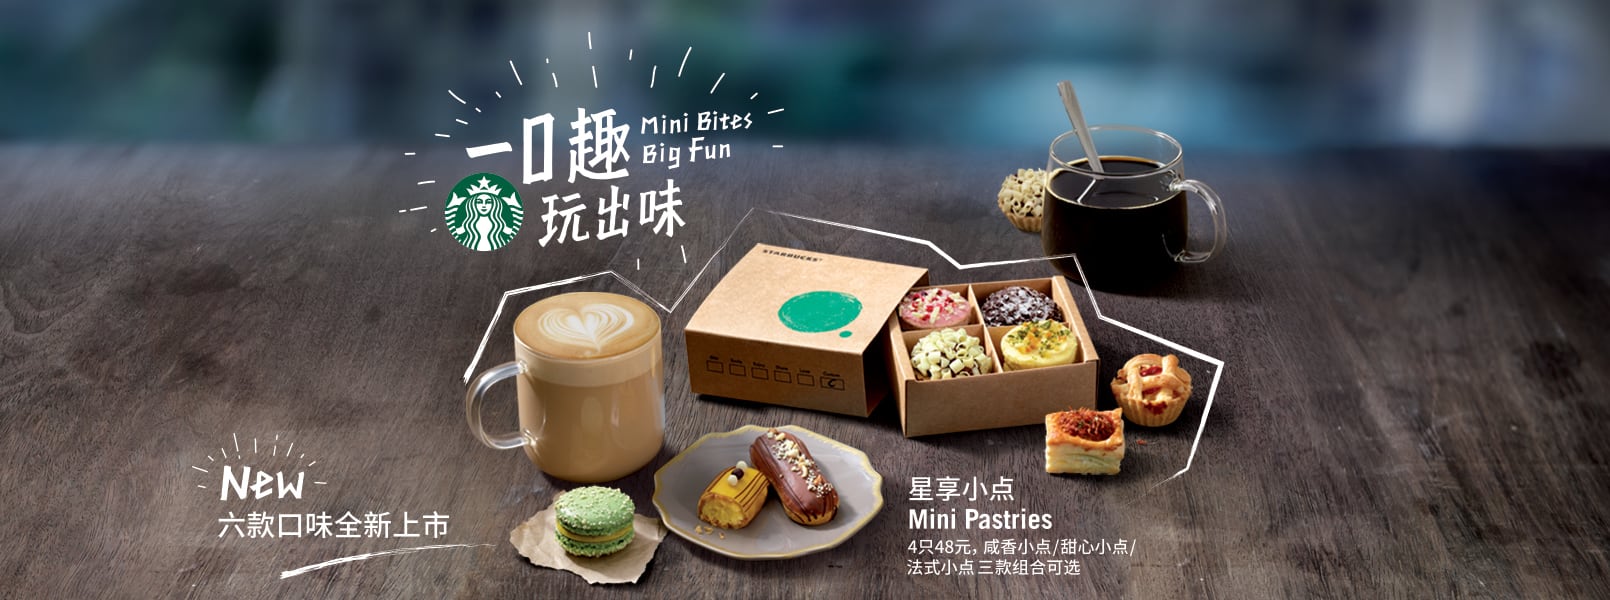 一口趣
Mini Bites
Big Fun
玩出味
STARBUCKS
New
六款口味全新上市
星享小点
Mini Pastries
4只48元, 咸香小点/甜心小点/
法式小点 三款组合可选